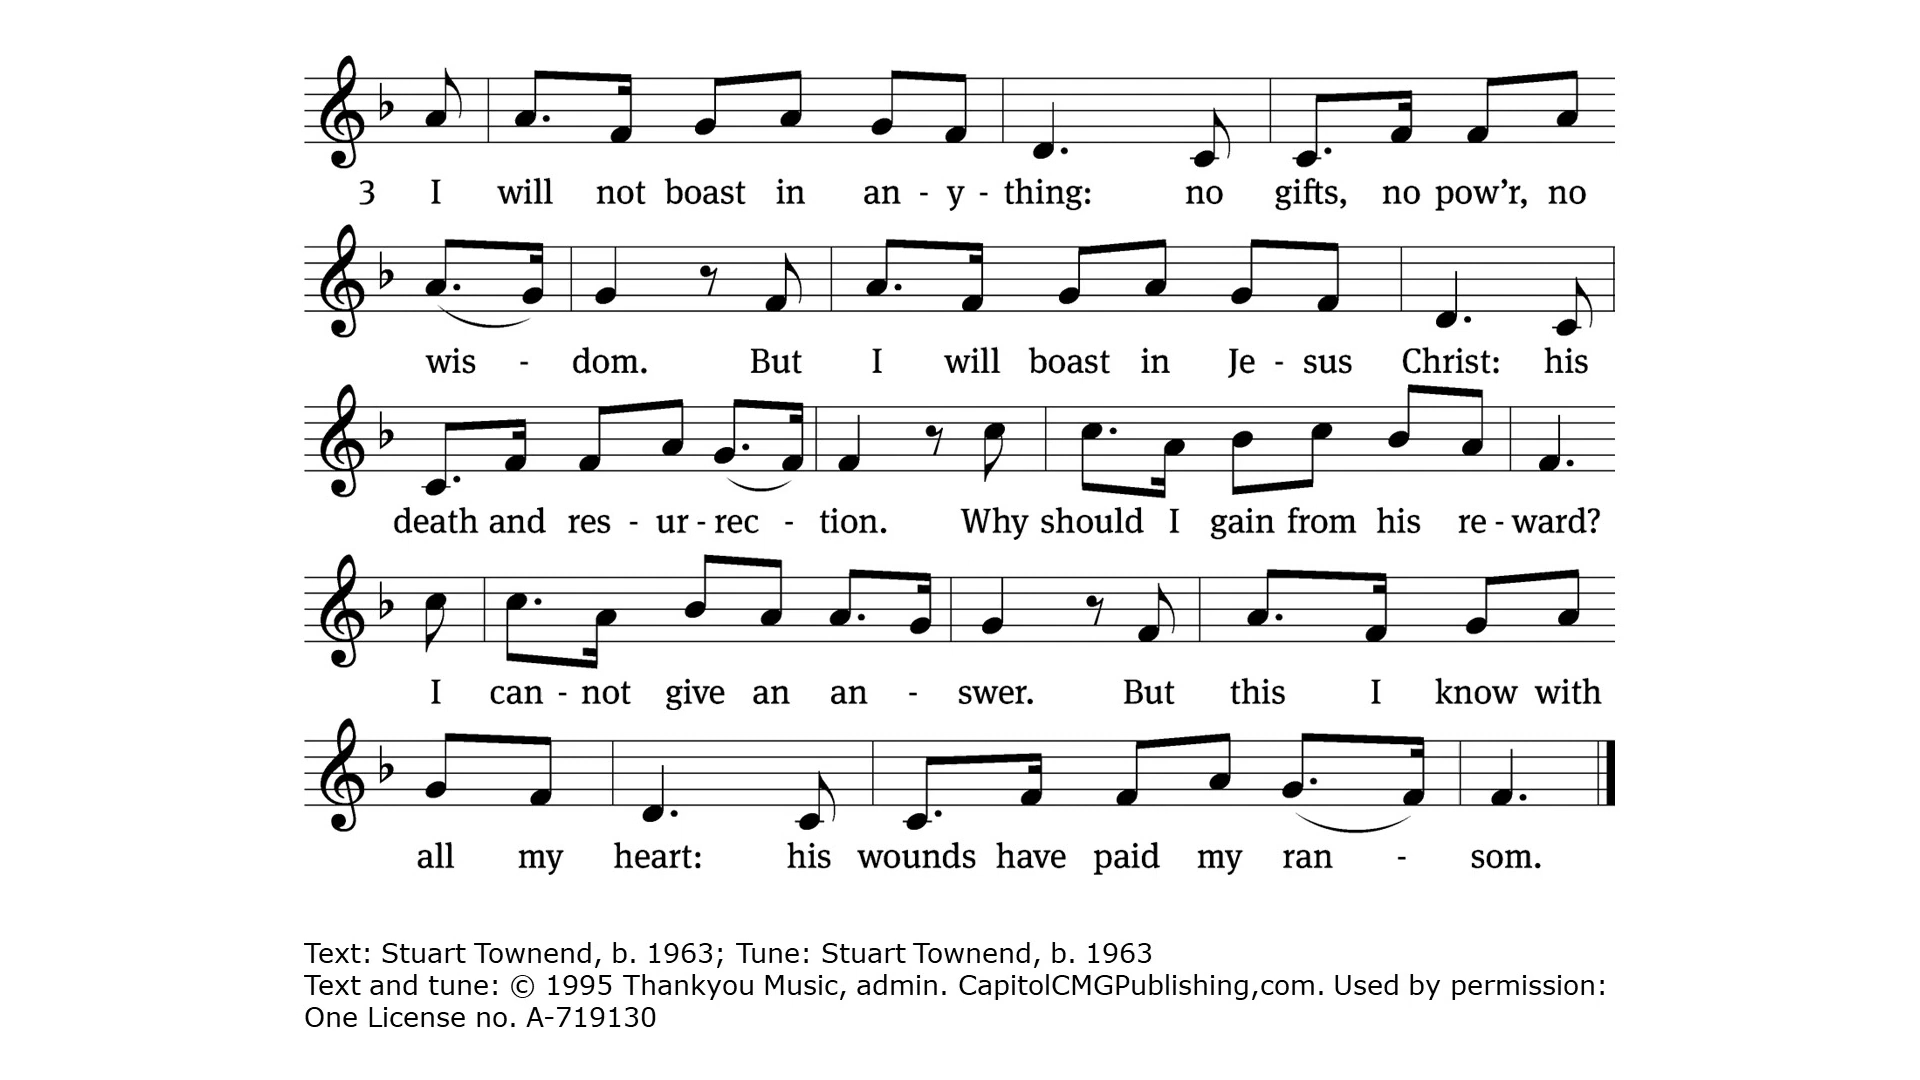 3 I will not boast in an - y - thing: no gifts, no pow’r, no
wis - dom. But I will boast in Je - sus Christ: his
death and res - ur - rec - tion. Why should I gain from his re - ward?
I can - not give an an - swer. But this I know with
all my heart: his wounds have paid my ran - som.
Text: Stuart Townend, b. 1963; Tune: Stuart Townend, b. 1963
Text and tune: © 1995 Thankyou Music, admin. CapitolCMGPublishing,com. Used by permission:
One License no. A-719130